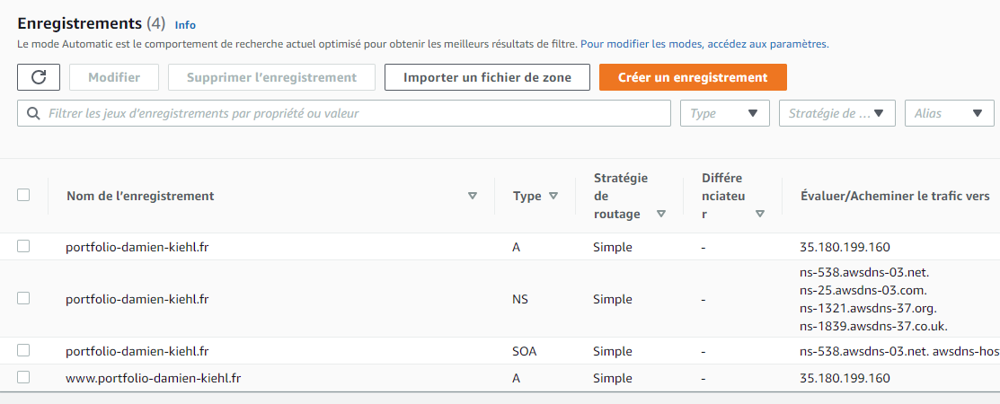 Enregistrements (4) Info
Le mode Automatic est le comportement de recherche actuel optimisé pour obtenir les meilleurs résultats de filtre. Pour modifier les modes, accédez aux paramètres.
Modifier Supprimer l'enregistrement Importer un fichier de zone Créer un enregistrement
Filtrer les jeux d'enregistrements par propriété ou valeur Type Stratégie de ... Alias
Nom de l'enregistrement Type Stratégie de routage Différenciateur Évaluer/Acheminer le trafic vers
portfolio-damien-kiehl.fr A Simple - 35.180.199.160
portfolio-damien-kiehl.fr NS Simple - ns-538.awsdns-03.net.
ns-25.awsdns-03.com.
ns-1321.awsdns-37.org.
ns-1839.awsdns-37.co.uk.
portfolio-damien-kiehl.fr SOA Simple - ns-538.awsdns-03.net. awsdns-hos
www.portfolio-damien-kiehl.fr A Simple - 35.180.199.160